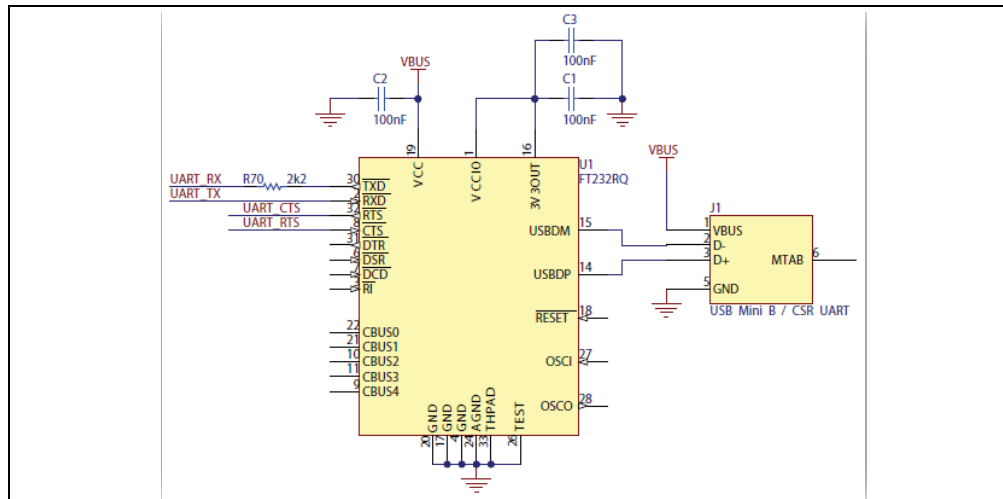 C3
100nF
VBUS
C2
100nF
C1
100nF
19
1
16
VCC
VCCIO
3V3OUT
U1
FT232RQ
UART_RX
R70
2k2
30
TXD
UART_TX
RXD
UART_CTS
32
RTS
UART_RTS
8
CTS
31
DTR
6
DSR
DCD
RI
22
CBUS0
21
CBUS1
10
CBUS2
11
CBUS3
9
CBUS4
USBDM
15
USBDP
14
RESET
18
OSCI
27
OSCO
28
GND
GND
GND
AGND
THPAD
TEST
20
17
4
24
33
26
VBUS
J1
1
VBUS
2
D-
3
D+
MTAB
6
5
GND
USB Mini B / CSR UART